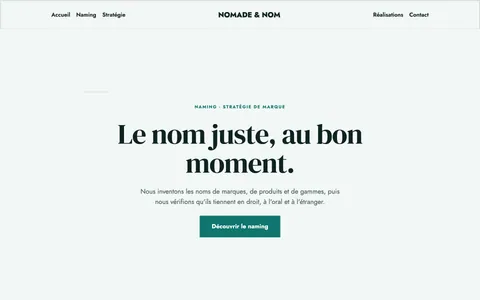 Accueil Naming Stratégie NOMADE & NOM Réalisations Contact
NAMING · STRATÉGIE DE MARQUE
Le nom juste, au bon
moment.
Nous inventons les noms de marques, de produits et de gammes, puis
nous vérifions qu'ils tiennent en droit, à l'oral et à l'étranger.
Découvrir le naming